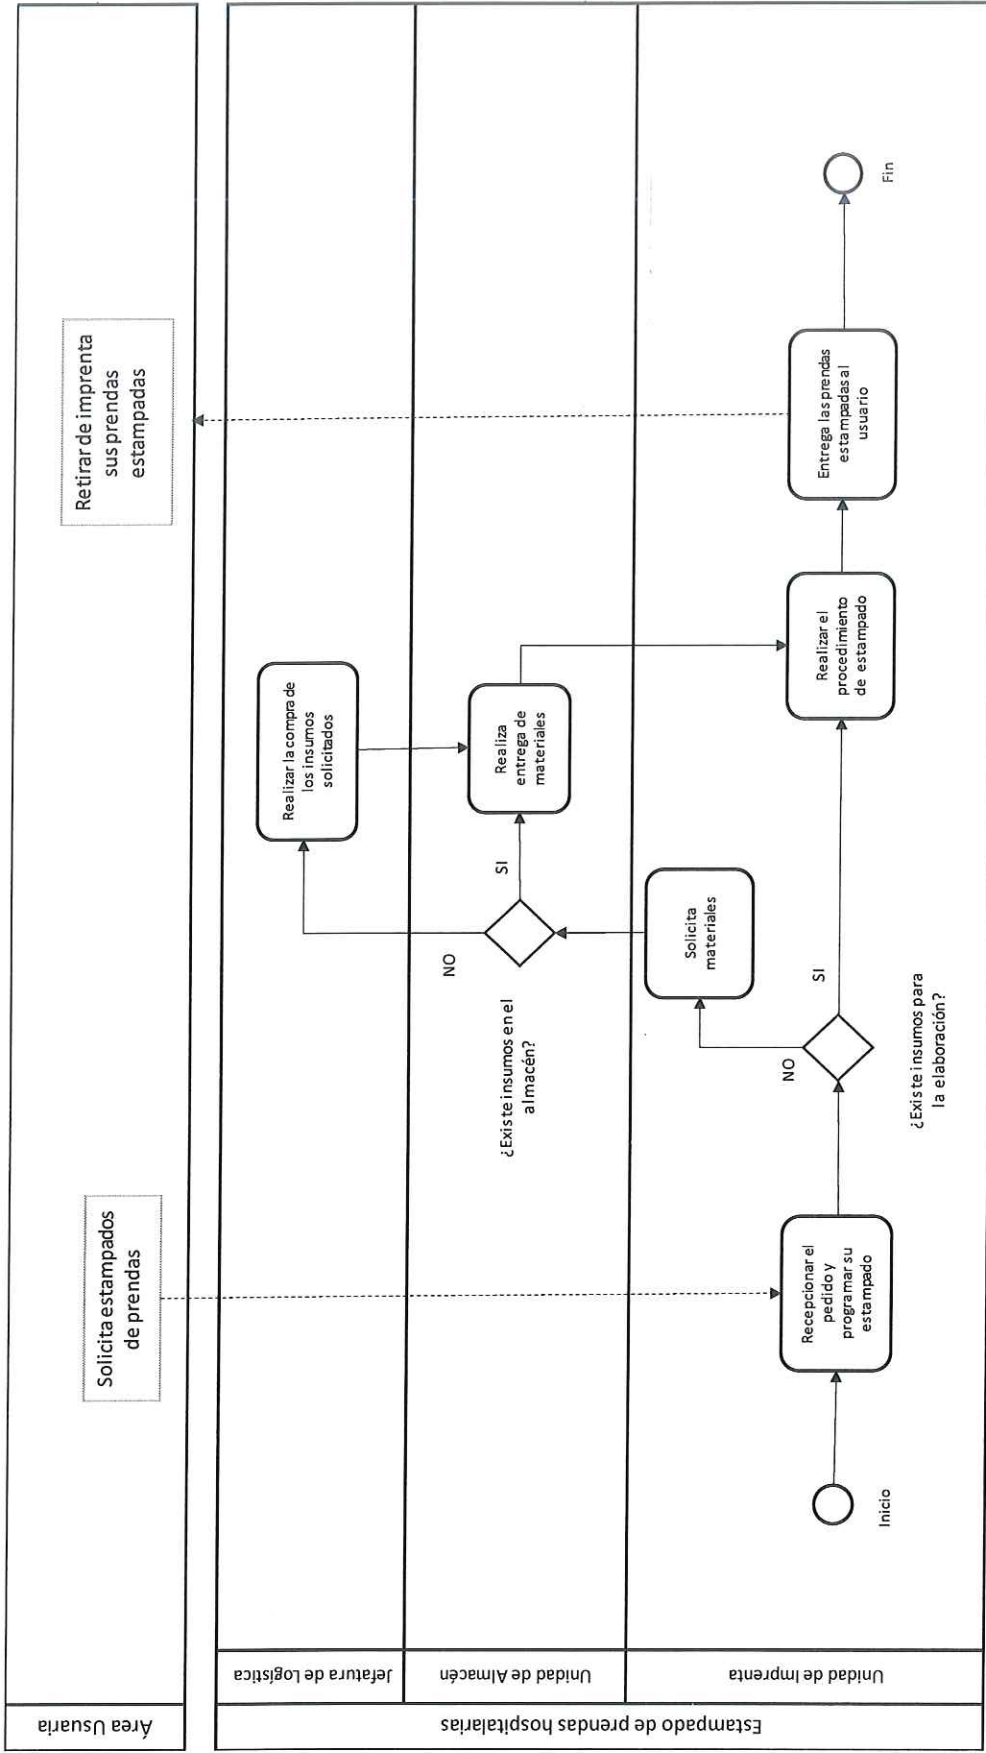 Área Usuaria
Solicita estampados
de prendas
Retirar de imprenta
sus prendas
estampadas
Estampado de prendas hospitalarias
Jefatura de Logística
Realizar la compra de
los insumos
solicitados
Unidad de Almacén
¿Existe insumos en el
almacén?
NO
SI
Realiza
entrega de
materiales
Unidad de Imprenta
Inicio
Recepcionar el
pedido y
programar su
estampado
¿Existe insumos para
la elaboración?
NO
SI
Solicita
materiales
Realizar el
procedimiento
de estampado
Entrega las prendas
estampadas al
usuario
Fin